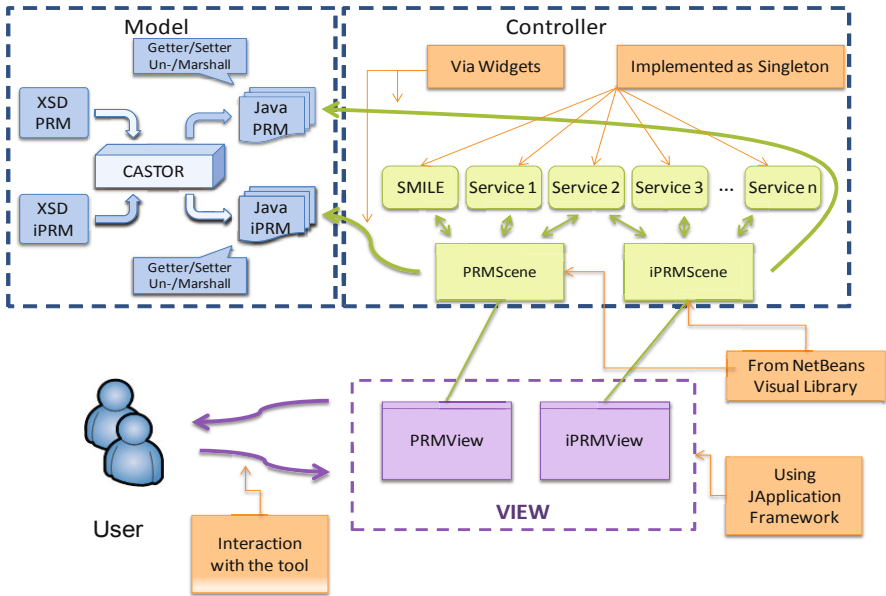 Model
Controller
Getter/Setter
Un-/Marshall
Via Widgets
Implemented as Singleton
XSD
PRM
Java
PRM
CASTOR
SMILE
Service 1
Service 2
Service 3
...
Service n
XSD
iPRM
Java
iPRM
Getter/Setter
Un-/Marshall
PRMScene
iPRMScene
From NetBeans
Visual Library
PRMView
iPRMView
VIEW
Using
JApplication
Framework
User
Interaction
with the tool